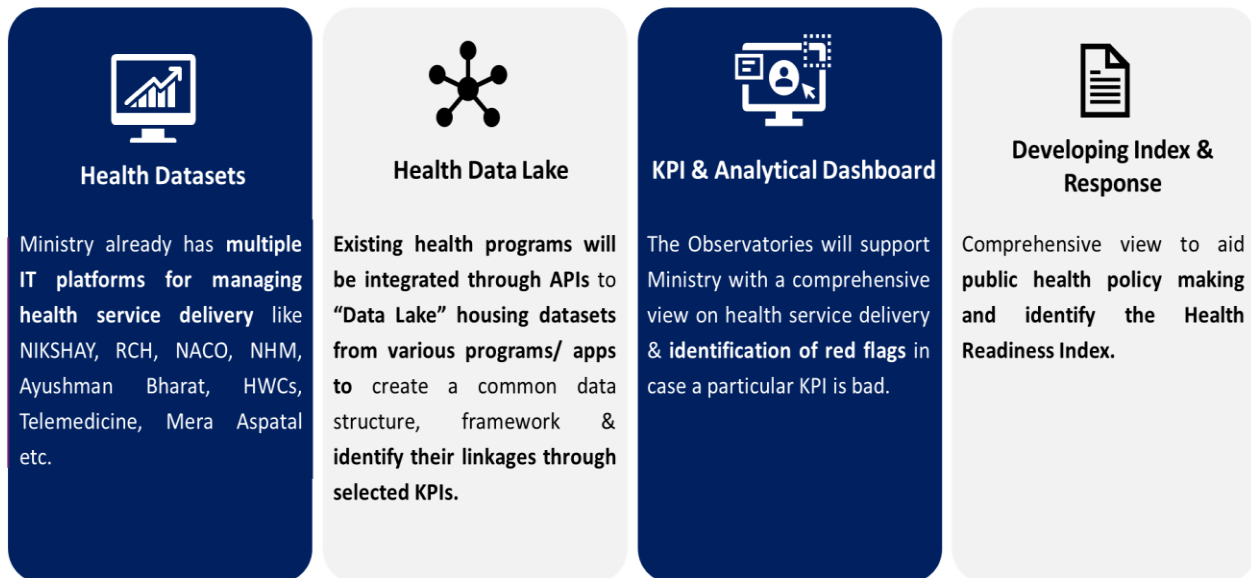 Health Datasets
Ministry already has multiple
IT platforms for managing
health service delivery like
NIKSHAY, RCH, NACO, NHM,
Ayushman Bharat, HWCs,
Telemedicine, Mera Aspatal
etc.
Health Data Lake
Existing health programs will
be integrated through APIs to
“Data Lake” housing datasets
from various programs/ apps
to create a common data
structure, framework &
identify their linkages through
selected KPIs.
KPI & Analytical Dashboard
The Observatories will support
Ministry with a comprehensive
view on health service delivery
& identification of red flags in
case a particular KPI is bad.
Developing Index &
Response
Comprehensive view to aid
public health policy making
and identify the Health
Readiness Index.